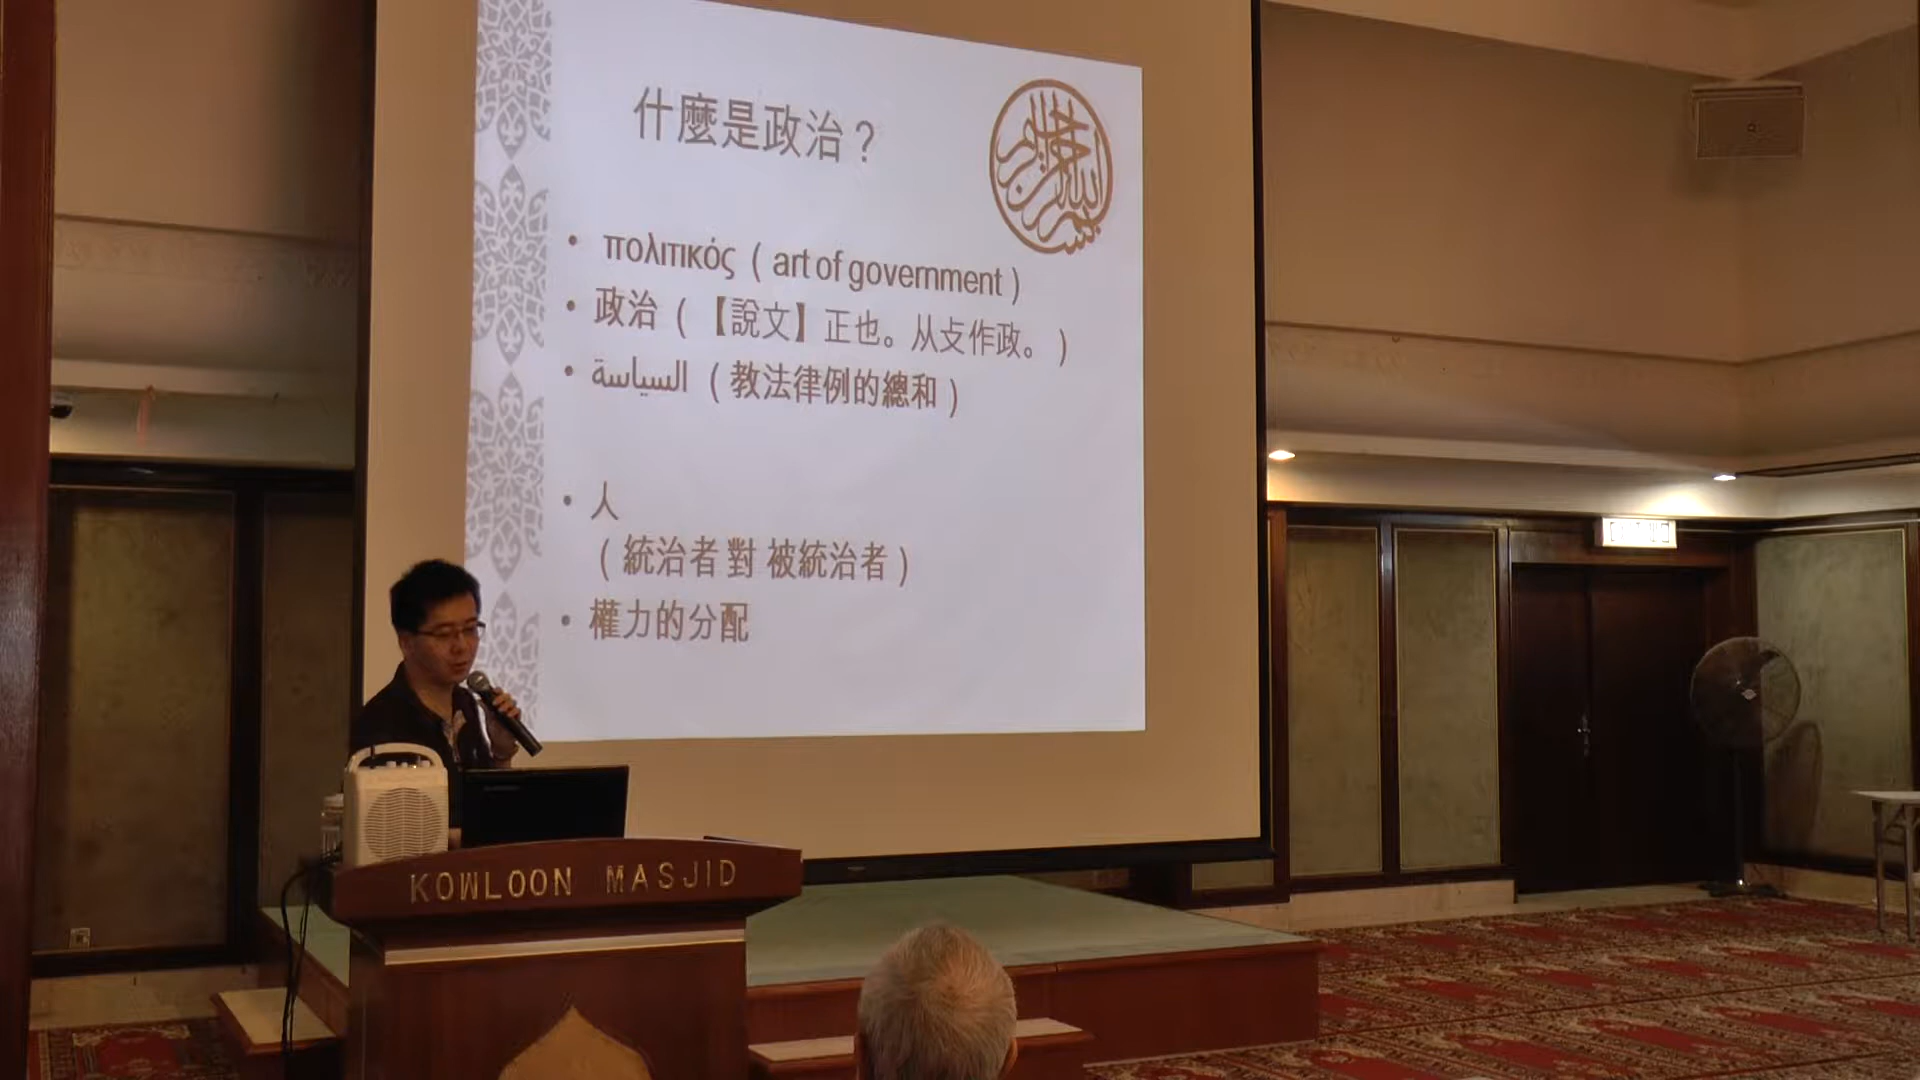 什麼是政治？
• πολιτικός（art of government）
• 政治（【說文】正也。从攴作政。）
• السياسة（教法律例的總和）
• 人
（統治者 對 被統治者）
• 權力的分配
KOWLOON MASJID